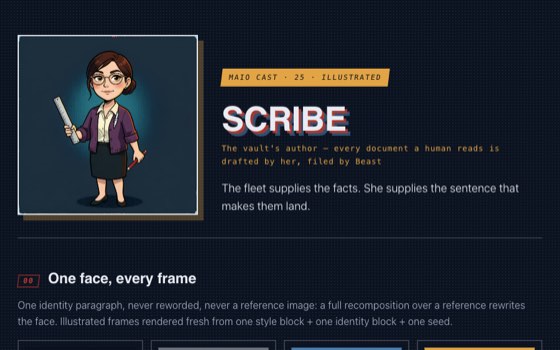 MAIO CAST · 25 · ILLUSTRATED
SCRIBE
The vault's author — every document a human reads is
drafted by her, filed by Beast
The fleet supplies the facts. She supplies the sentence that
makes them land.
00 One face, every frame
One identity paragraph, never reworded, never a reference image: a full recomposition over a reference rewrites
the face. Illustrated frames rendered fresh from one style block + one identity block + one seed.